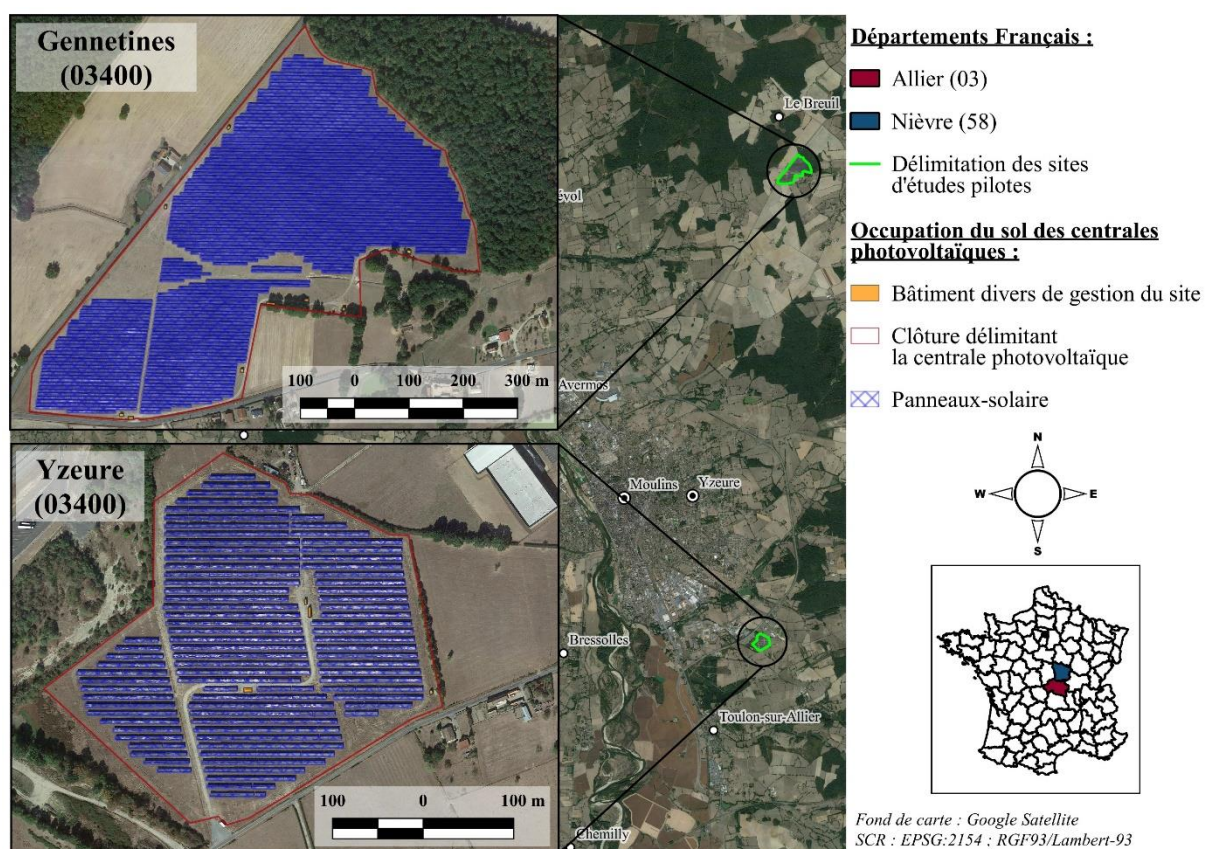 Gennetines
(03400)
Le Breuil
évol
Avermes
100 0 100 200 300 m
Yzeure
(03400)
Moulins
Yzeure
Bressolles
Toulon-sur-Allier
100 0 100 m
Chemilly
Départements Français :
Allier (03)
Nièvre (58)
Délimitation des sites
d'études pilotes
Occupation du sol des centrales
photovoltaïques :
Bâtiment divers de gestion du site
Clôture délimitant
la centrale photovoltaïque
Panneaux-solaire
N
W E
S
Fond de carte : Google Satellite
SCR : EPSG:2154 ; RGF93/Lambert-93